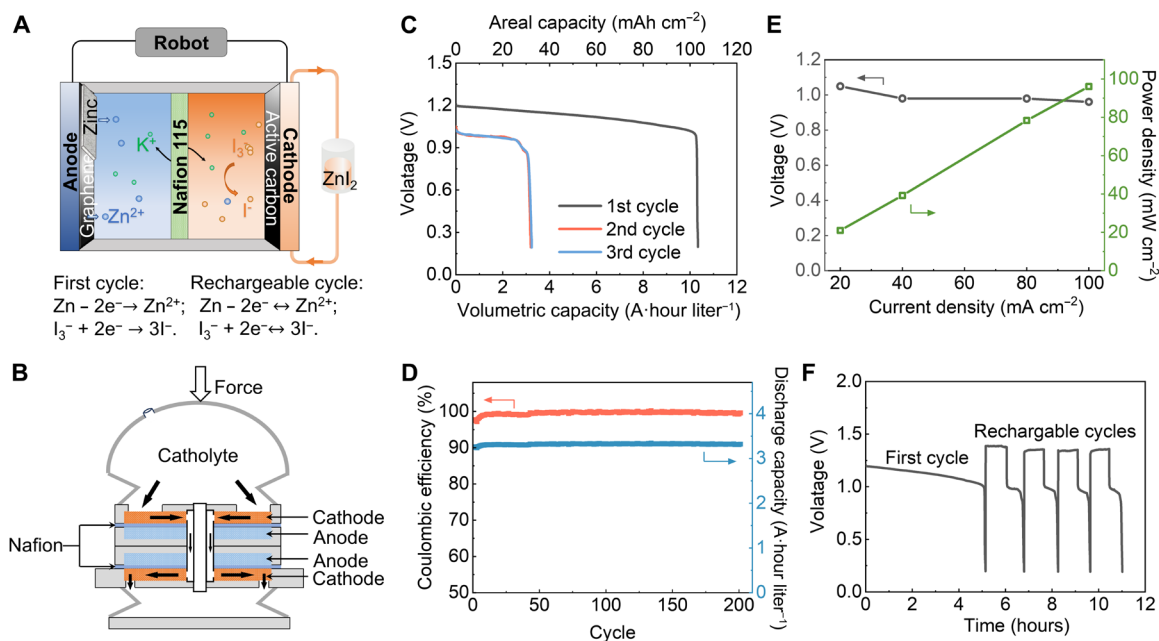 A
Robot
Anode
Graphene
Zinc
Zn²⁺
K⁺
Nafion 115
I₃⁻
I⁻
Active carbon
Cathode
ZnI₂
First cycle:
Zn – 2e⁻→ Zn²⁺;
I₃⁻ + 2e⁻ → 3I⁻.
Rechargeable cycle:
Zn – 2e⁻ ↔ Zn²⁺;
I₃⁻ + 2e⁻↔ 3I⁻.
B
Force
Catholyte
Nafion
Cathode
Anode
Anode
Cathode
C
Areal capacity (mAh cm⁻²)
0 20 40 60 80 100 120
Volatage (V)
1.5
1.2
0.9
0.6
0.3
0.0
1st cycle
2nd cycle
3rd cycle
0 2 4 6 8 10 12
Volumetric capacity (A·hour liter⁻¹)
D
Coulombic efficiency (%)
100
90
80
70
60
50
0 50 100 150 200
Cycle
4
3
2
1
0
Discharge capacity (A·hour liter⁻¹)
E
Voltage (V)
1.2
1.0
0.8
0.6
0.4
0.2
0.0
20 40 60 80 100
Current density (mA cm⁻²)
100
80
60
40
20
0
Power density (mW cm⁻²)
F
Volatage (V)
2.0
1.5
1.0
0.5
0.0
First cycle
Rechargable cycles
0 2 4 6 8 10 12
Time (hours)